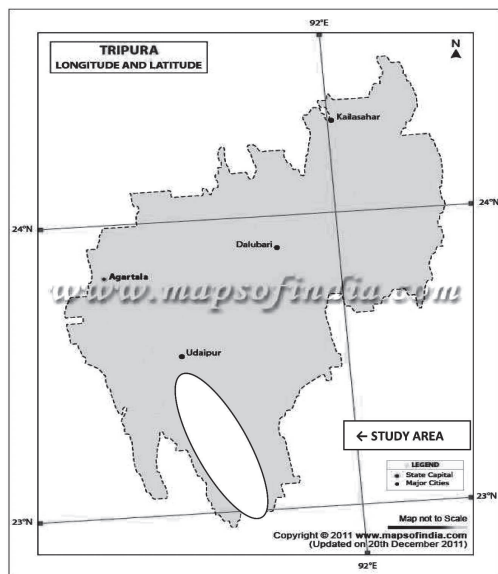 92°E
TRIPURA
LONGITUDE AND LATITUDE
N
Kailasahar
24°N
24°N
Dalubari
Agartala
www.mapsofindia.com
Udaipur
← STUDY AREA
LEGEND
State Capital
Major Cities
23°N
23°N
Map not to Scale
Copyright © 2011 www.mapsofindia.com
(Updated on 20th December 2011)
92°E